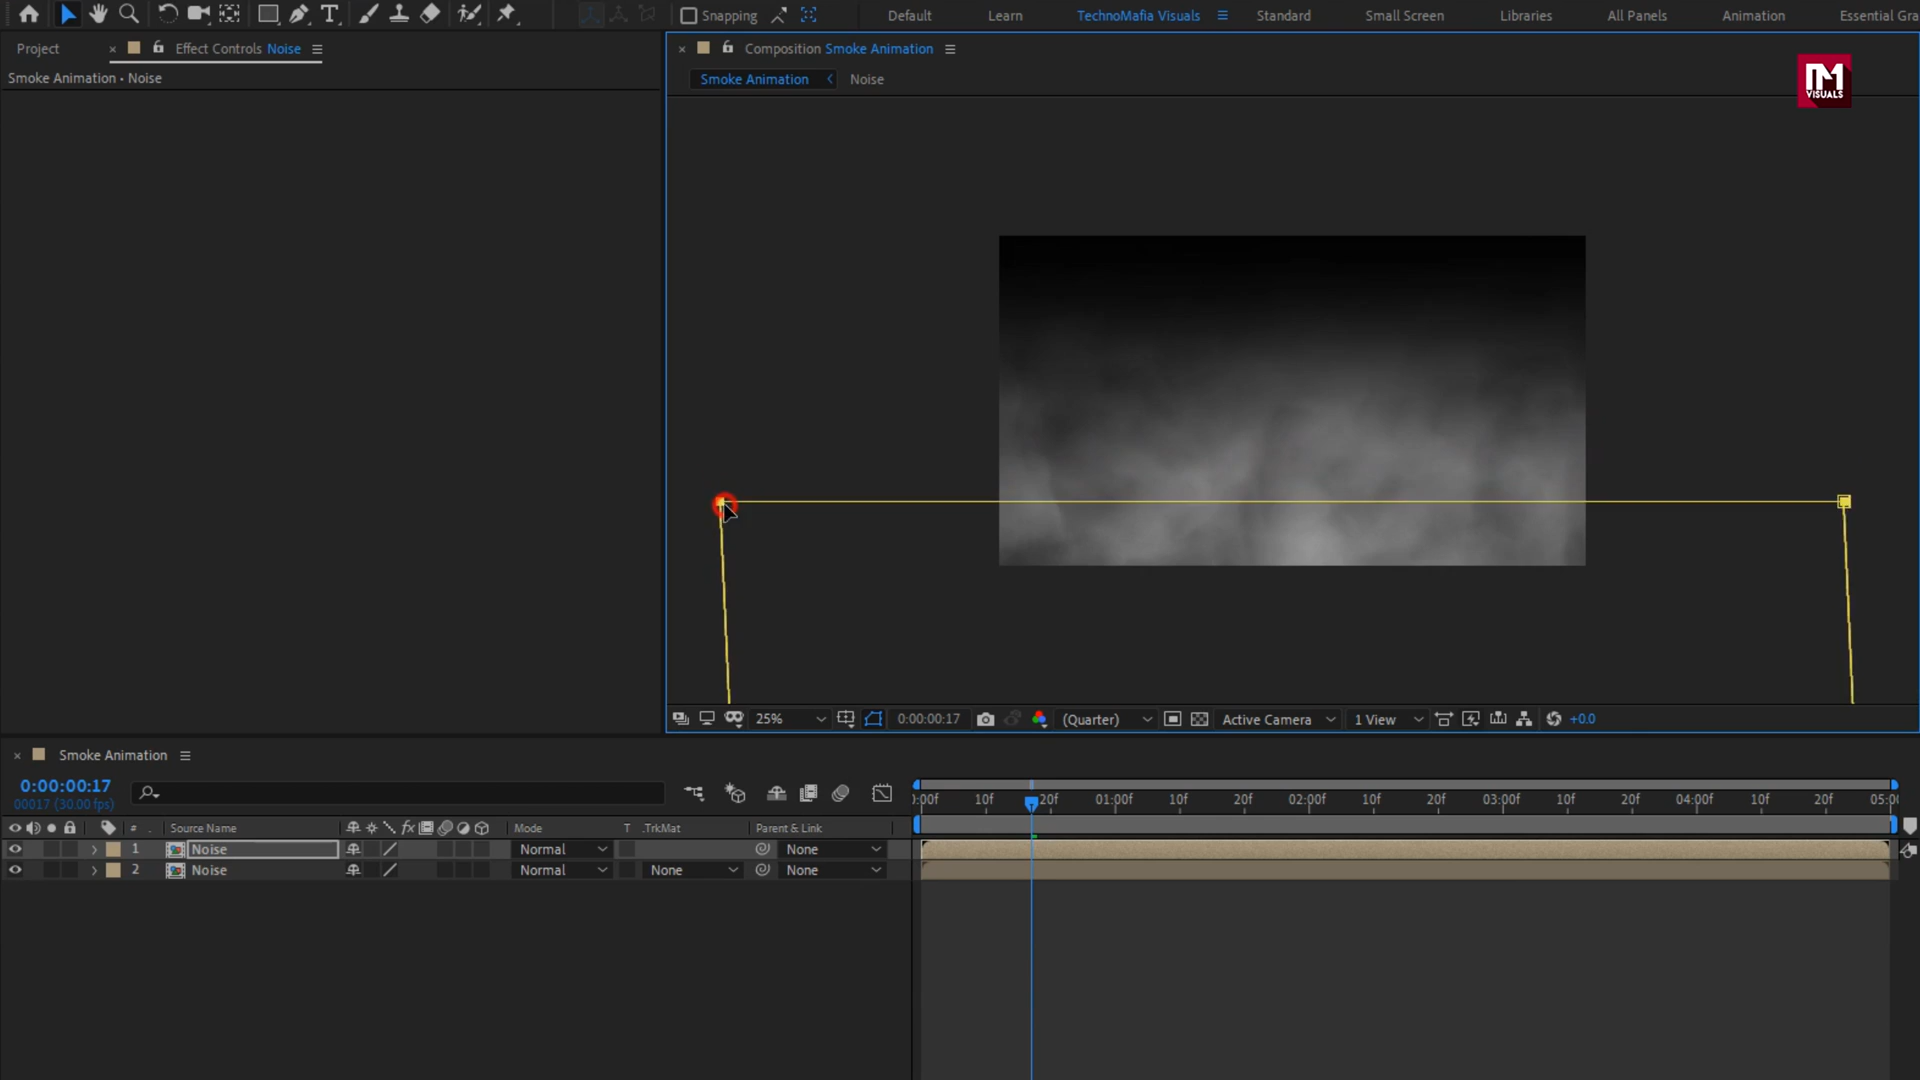 Snapping
Default
Learn
TechnoMafia Visuals
Standard
Small Screen
Libraries
All Panels
Animation
Essential Gra
Project
Effect Controls Noise
Composition Smoke Animation
Smoke Animation • Noise
Smoke Animation
Noise
VISUALS
25%
0:00:00:17
(Quarter)
Active Camera
1 View
+0.0
Smoke Animation
0:00:00:17
00017 (30.00 fps)
:00f
10f
20f
01:00f
10f
20f
02:00f
10f
20f
03:00f
10f
20f
04:00f
10f
20f
05:00
# Source Name
Mode
T .TrkMat
Parent & Link
1 Noise Normal None
2 Noise Normal None None